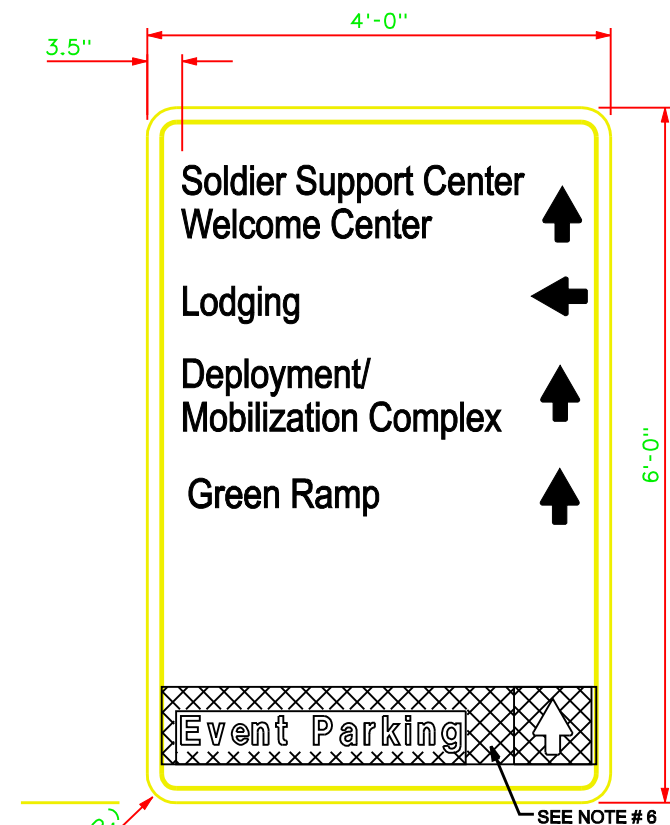 4'-0"
3.5"
Soldier Support Center
Welcome Center
Lodging
Deployment/
Mobilization Complex
Green Ramp
6'-0"
Event Parking
SEE NOTE # 6